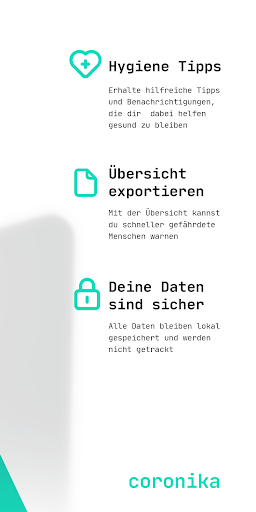 Hygiene Tipps
Erhalte hilfreiche Tipps
und Benachrichtigungen,
die dir dabei helfen
gesund zu bleiben
Übersicht
exportieren
Mit der Übersicht kannst
du schneller gefährdete
Menschen warnen
Deine Daten
sind sicher
Alle Daten bleiben lokal
gespeichert und werden
nicht getrackt
coronika